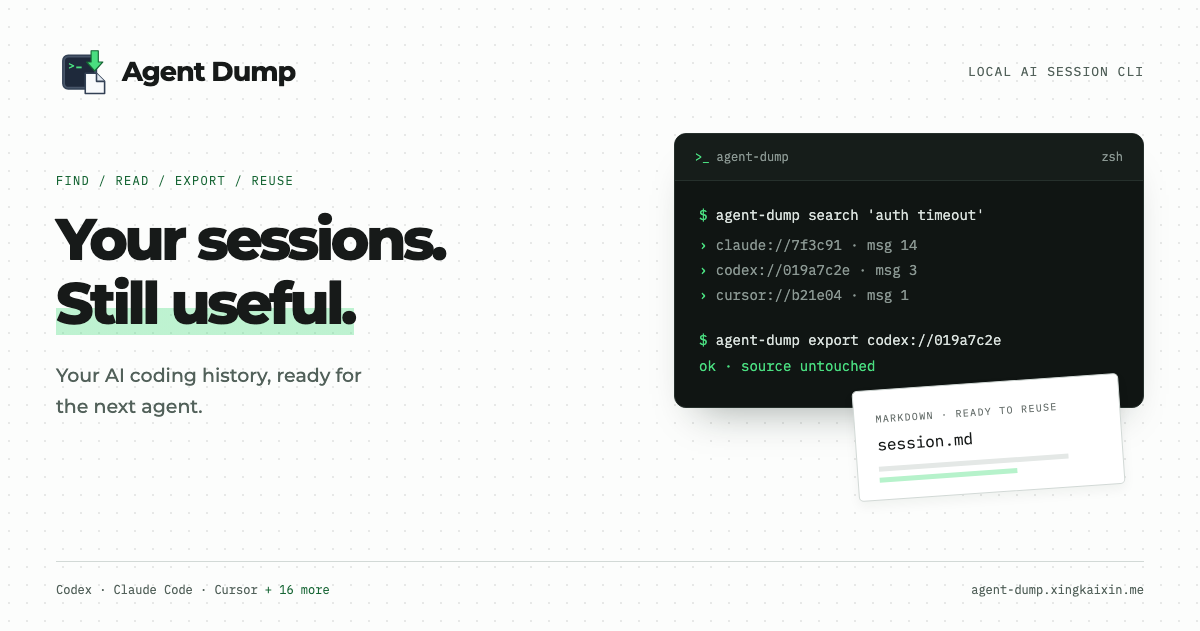 >_
Agent Dump
LOCAL AI SESSION CLI
FIND / READ / EXPORT / REUSE
Your sessions.
Still useful.
Your AI coding history, ready for
the next agent.
>_ agent-dump
zsh
$ agent-dump search 'auth timeout'
› claude://7f3c91 · msg 14
› codex://019a7c2e · msg 3
› cursor://b21e04 · msg 1
$ agent-dump export codex://019a7c2e
ok · source untouched
MARKDOWN · READY TO REUSE
session.md
Codex · Claude Code · Cursor + 16 more
agent-dump.xingkaixin.me